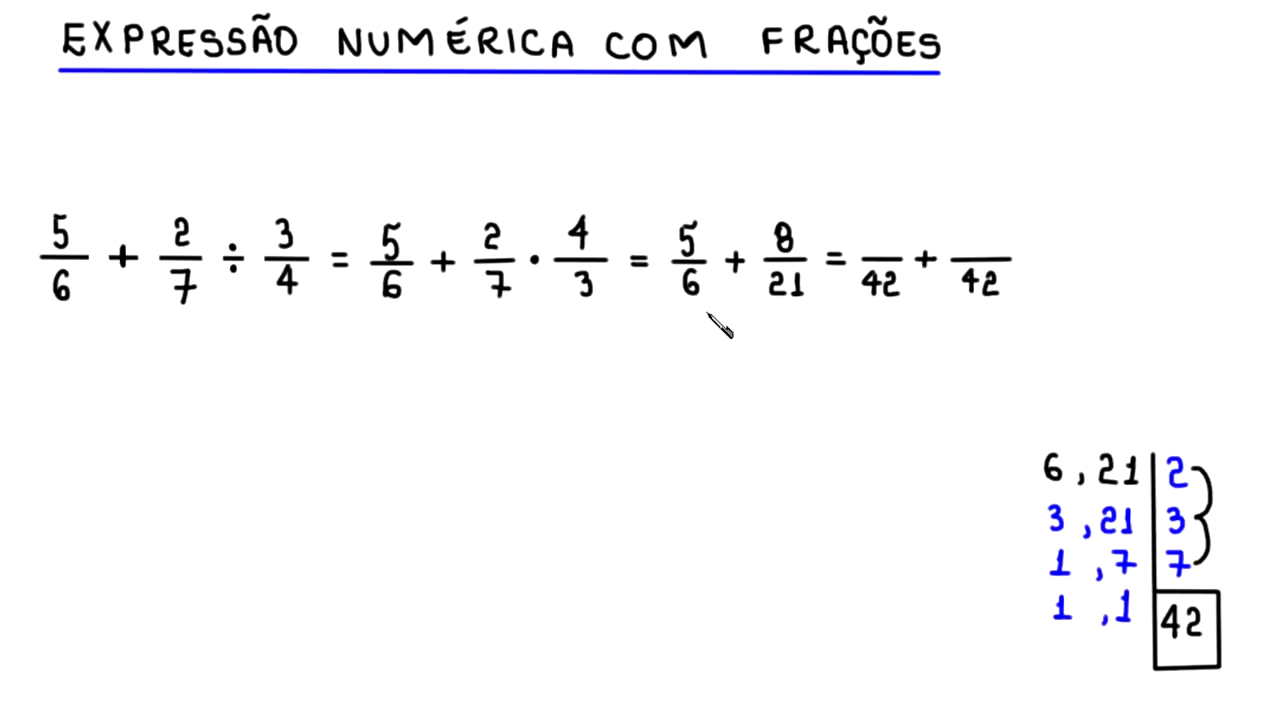 EXPRESSÃO NUMÉRICA COM FRAÇÕES
5/6 + 2/7 ÷ 3/4 = 5/6 + 2/7 · 4/3 = 5/6 + 8/21 = /42 + /42
6 , 21 | 2
3 , 21 | 3
1 , 7 | 7
1 , 1 | 42